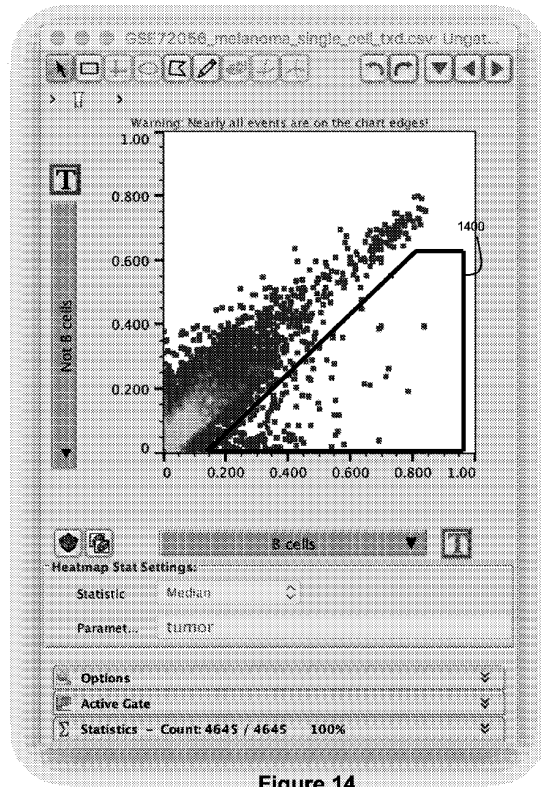 GSE72056_melanoma_single_cell_txd.csv: Ungat...
T
Warning: Nearly all events are on the chart edges!
1.00
0.800
0.600
0.400
0.200
0
Not B cells
T
1400
0 0.200 0.400 0.600 0.800 1.00
B cells
T
Heatmap Stat Settings:
Statistic Median
Paramet... tumor
Options
Active Gate
Σ Statistics - Count: 4645 / 4645 100%
Figure 14